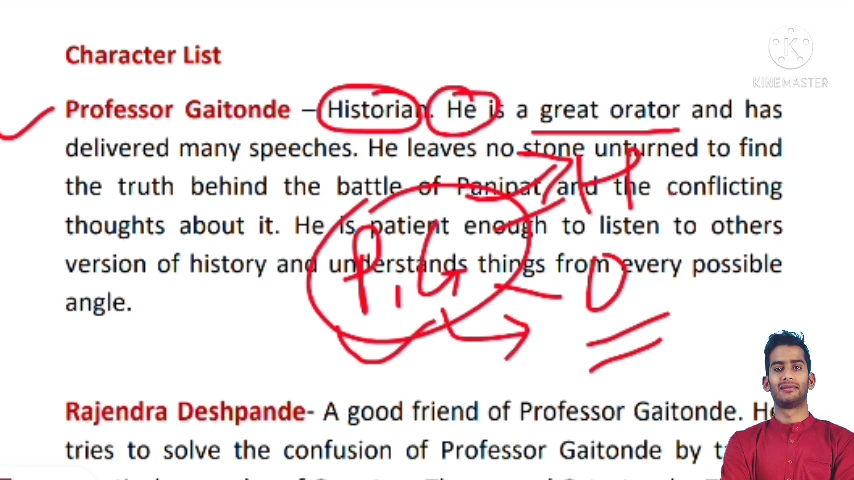 Character List
KINEMASTER
Professor Gaitonde – Historian. He is a great orator and has
delivered many speeches. He leaves no stone unturned to find
the truth behind the battle of Panipat, and the conflicting
H
thoughts about it. He is patient enough to listen to others
P, G
version of history and understands things from every possible
O
angle.
Rajendra Deshpande- A good friend of Professor Gaitonde. He
tries to solve the confusion of Professor Gaitonde by